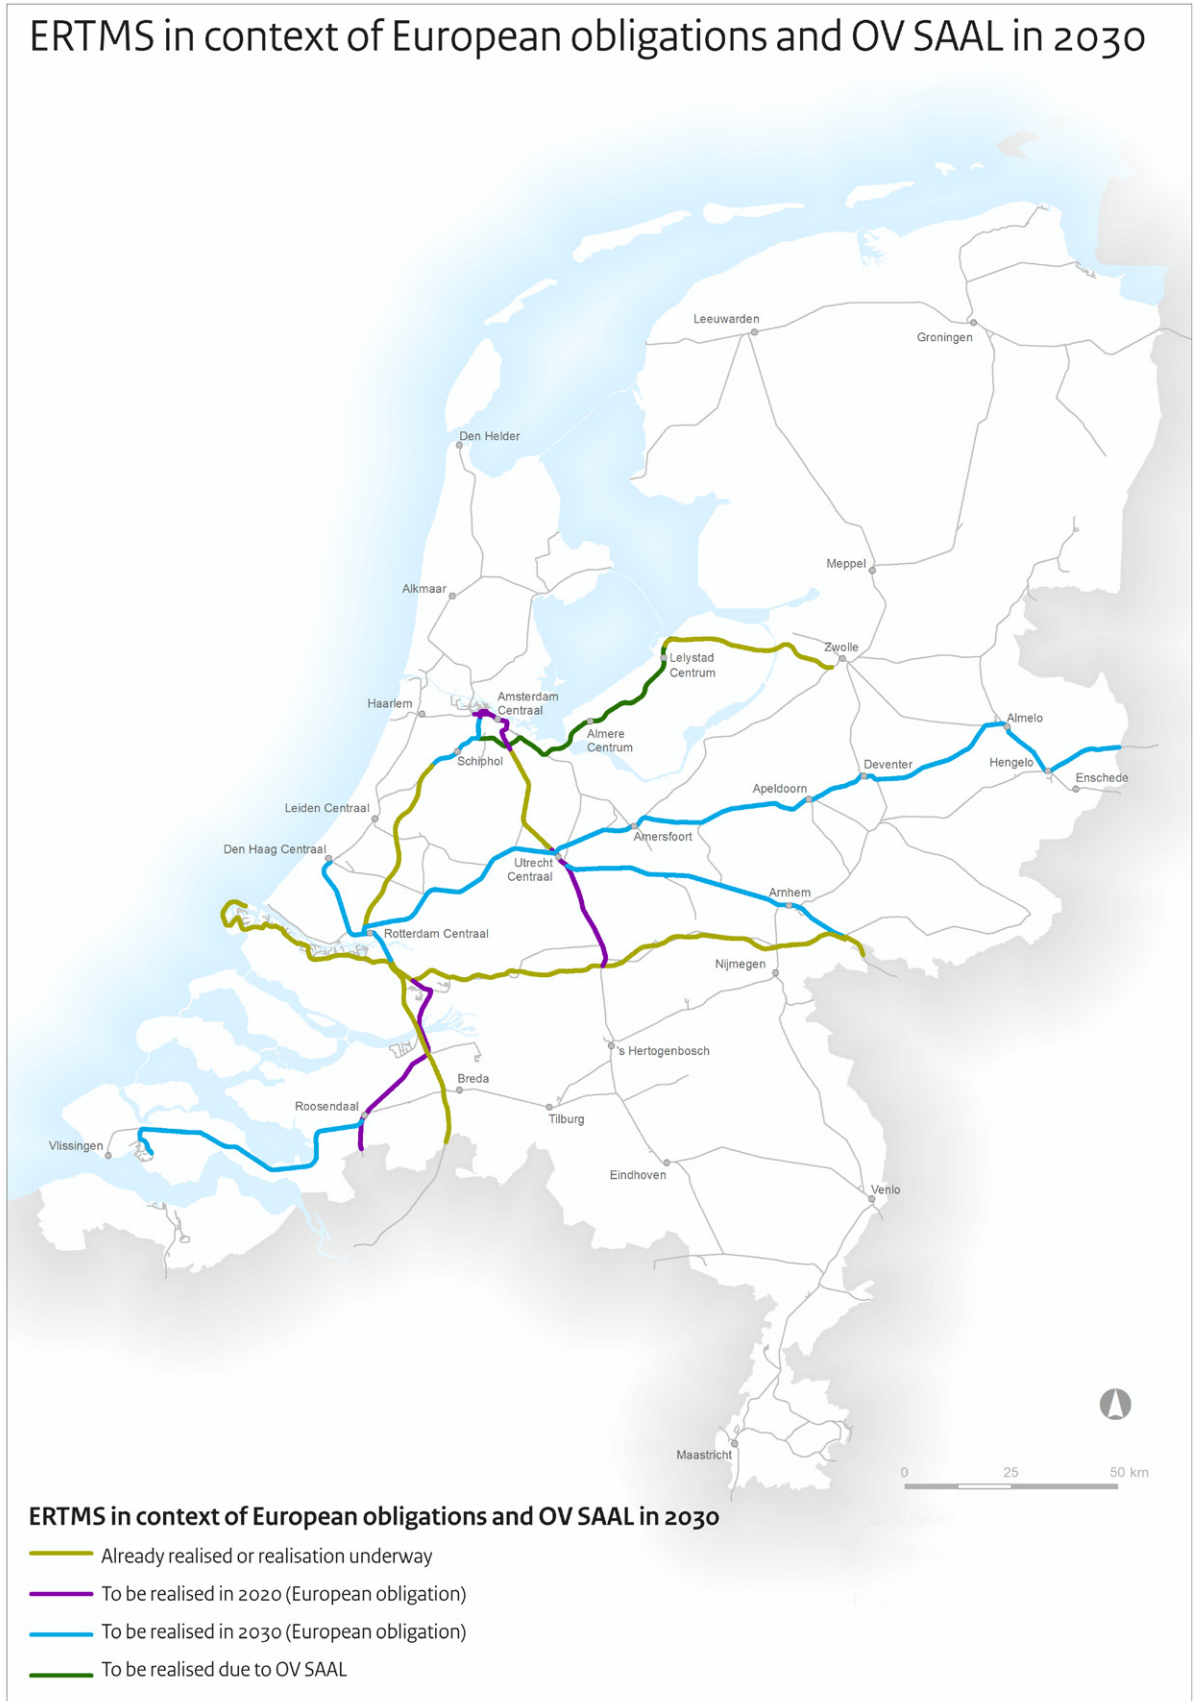 ERTMS in context of European obligations and OV SAAL in 2030
Leeuwarden
Groningen
Den Helder
Meppel
Alkmaar
Zwolle
Lelystad
Centrum
Haarlem
Amsterdam
Centraal
Almere
Centrum
Almelo
Schiphol
Deventer
Hengelo
Enschede
Apeldoorn
Leiden Centraal
Amersfoort
Den Haag Centraal
Utrecht
Centraal
Arnhem
Rotterdam Centraal
Nijmegen
's Hertogenbosch
Breda
Roosendaal
Tilburg
Vlissingen
Eindhoven
Venlo
Maastricht
0 25 50 km
ERTMS in context of European obligations and OV SAAL in 2030
Already realised or realisation underway
To be realised in 2020 (European obligation)
To be realised in 2030 (European obligation)
To be realised due to OV SAAL